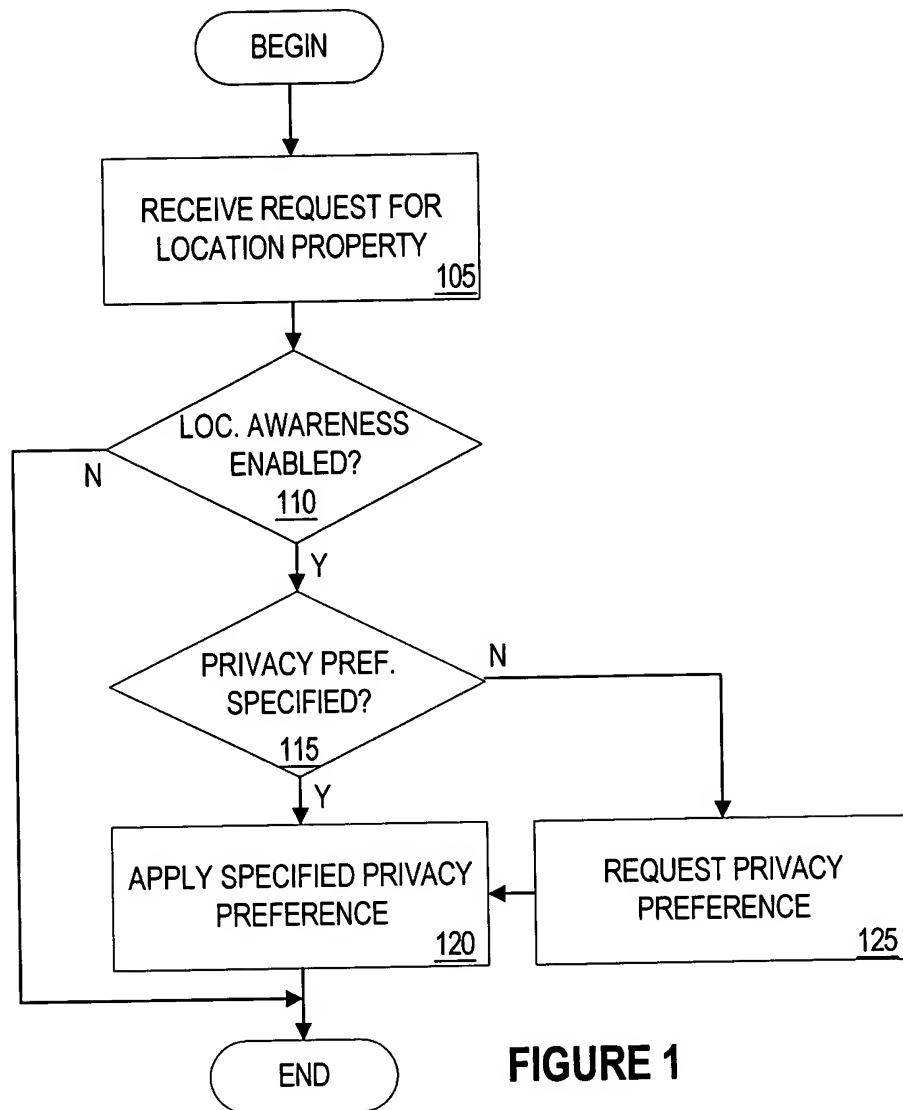 BEGIN
RECEIVE REQUEST FOR
LOCATION PROPERTY
105
LOC. AWARENESS
ENABLED?
110
N
Y
PRIVACY PREF.
SPECIFIED?
115
N
Y
APPLY SPECIFIED PRIVACY
PREFERENCE
120
REQUEST PRIVACY
PREFERENCE
125
END
FIGURE 1